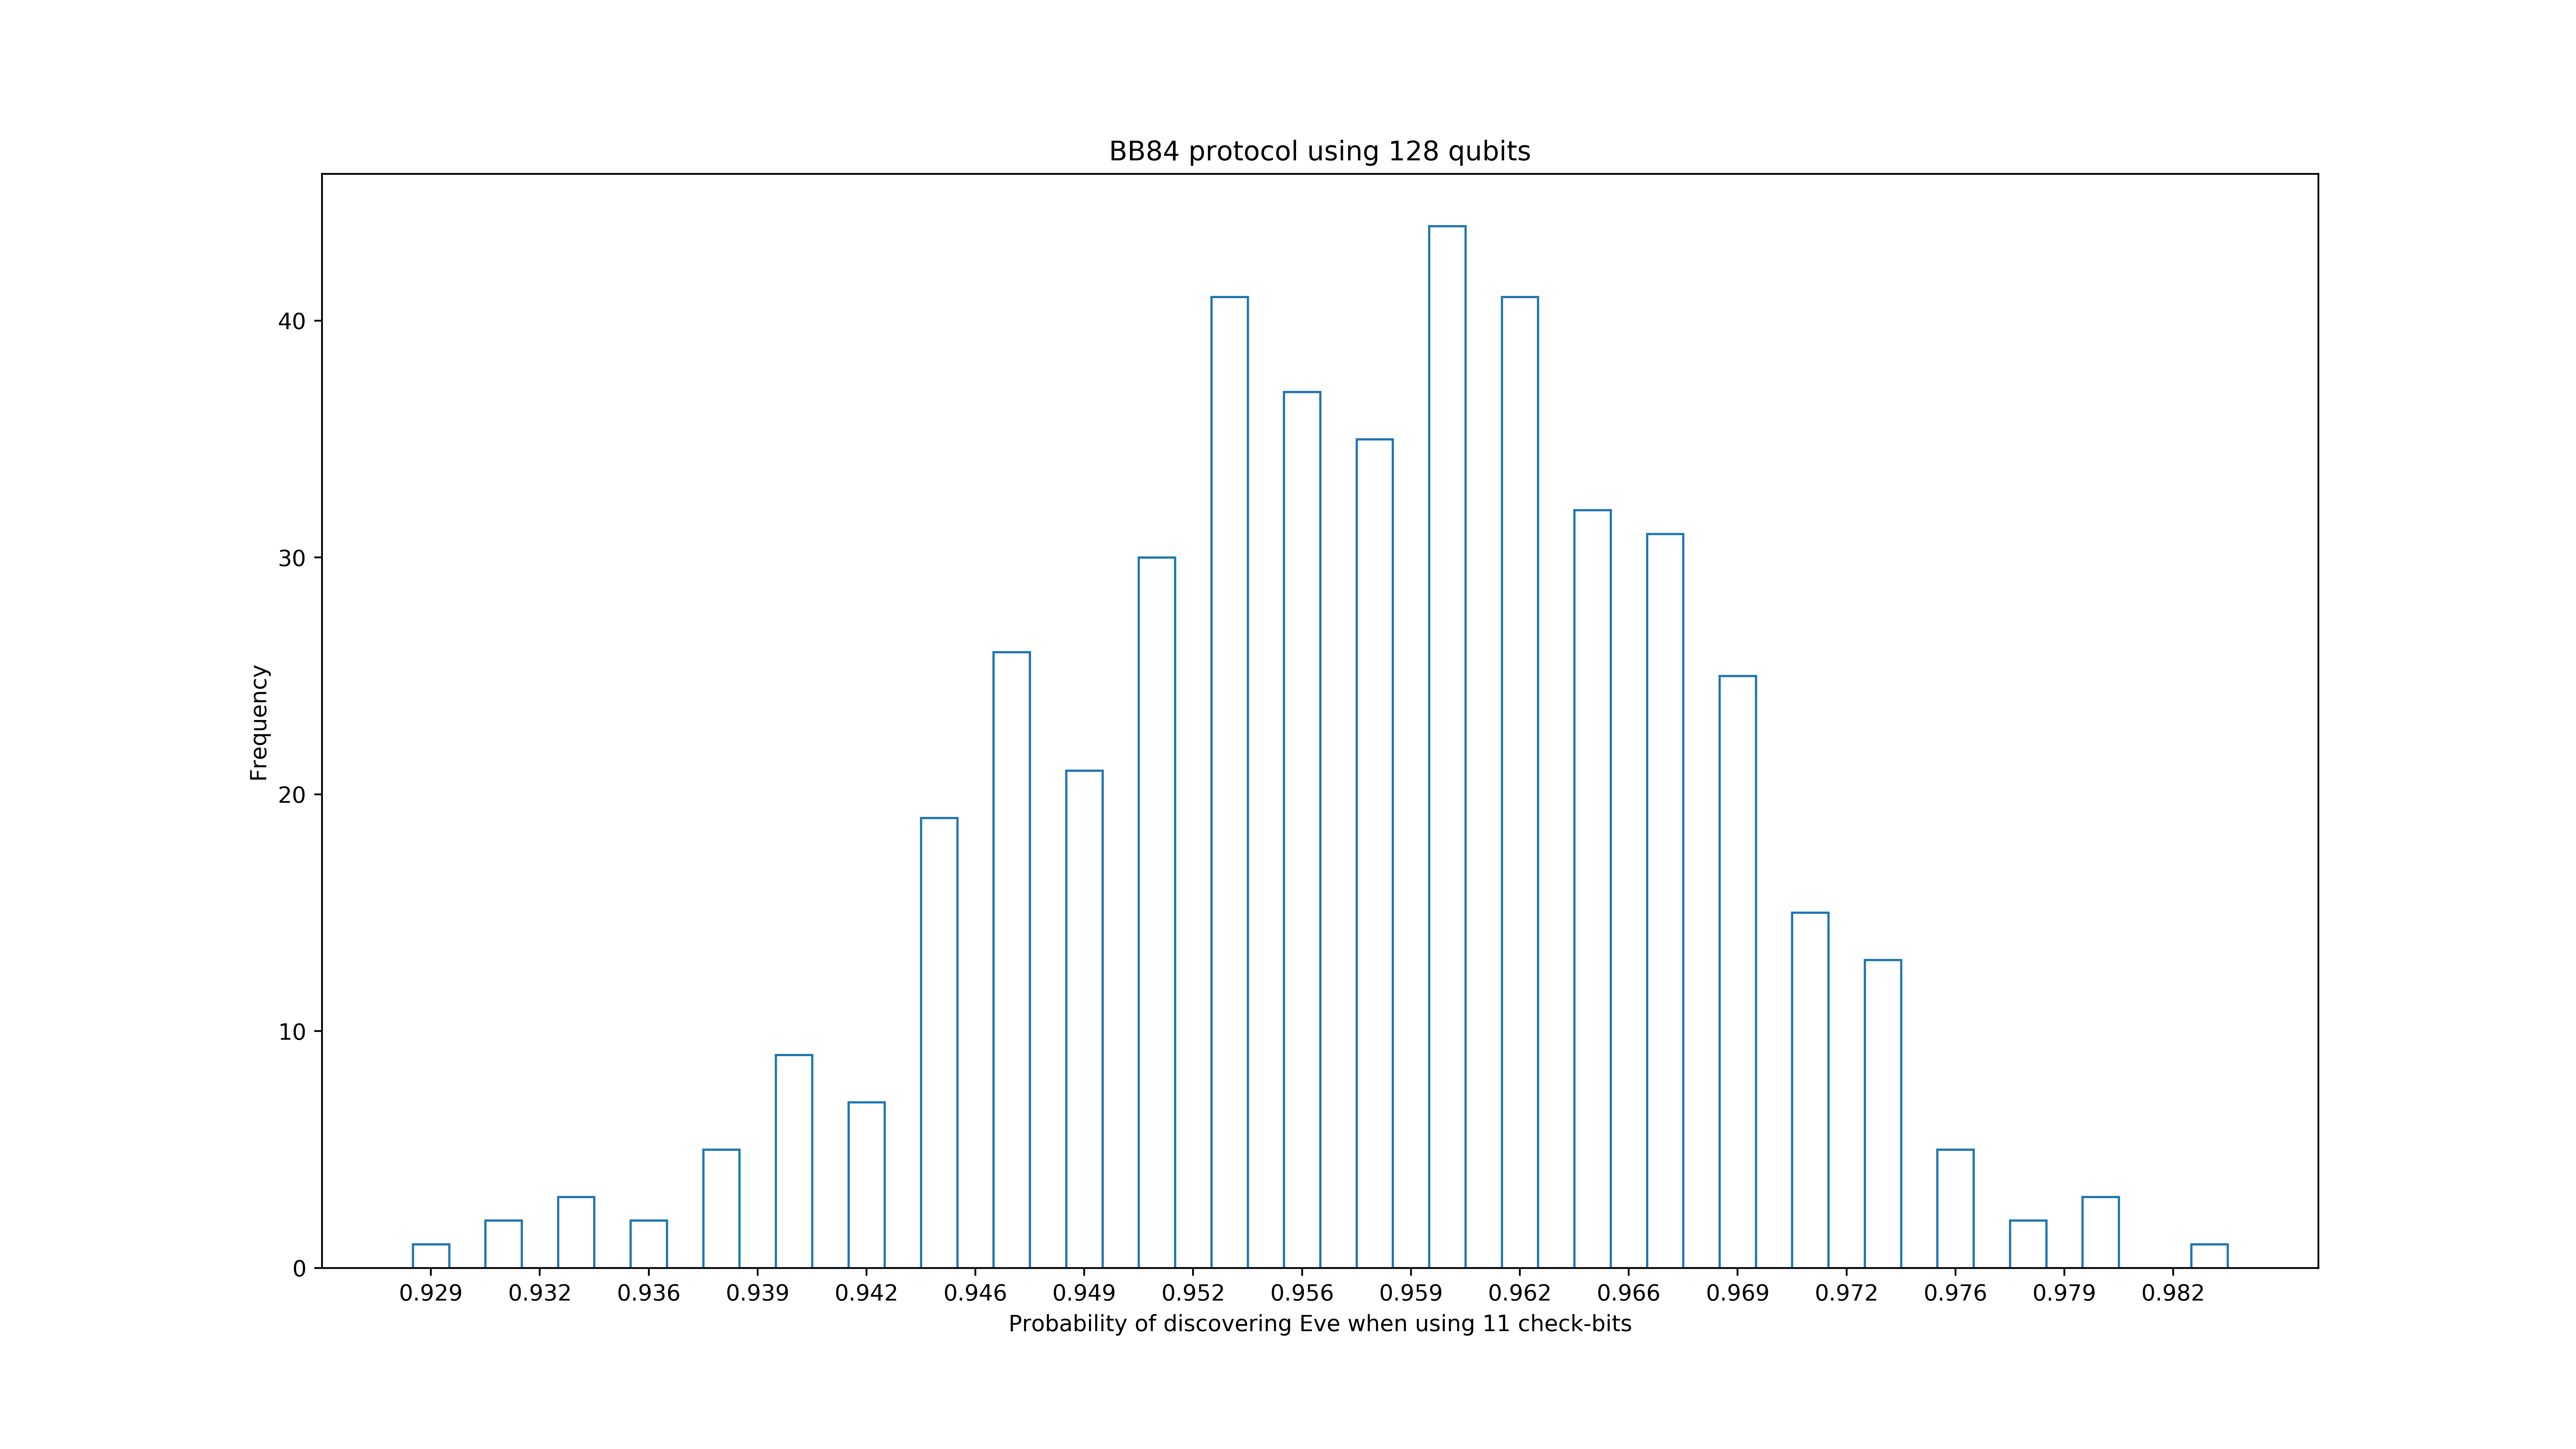 BB84 protocol using 128 qubits
Frequency
40
30
20
10
0
0.929 0.932 0.936 0.939 0.942 0.946 0.949 0.952 0.956 0.959 0.962 0.966 0.969 0.972 0.976 0.979 0.982
Probability of discovering Eve when using 11 check-bits